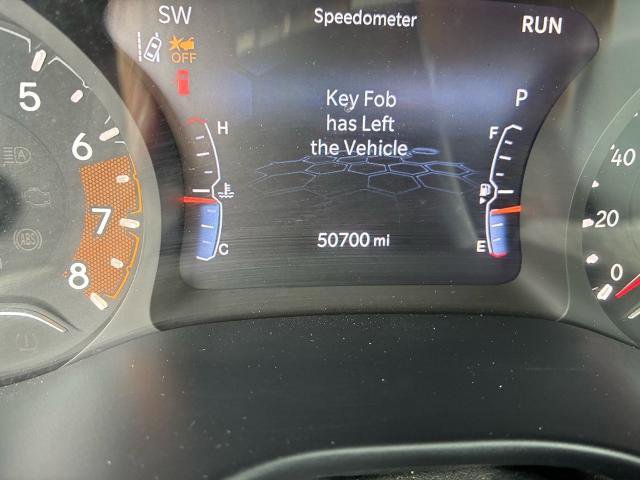 SW
Speedometer
RUN
OFF
Key Fob
has Left
the Vehicle
P
H
C
F
E
50700 mi
5
6
7
8
A
ABS
40
20
0